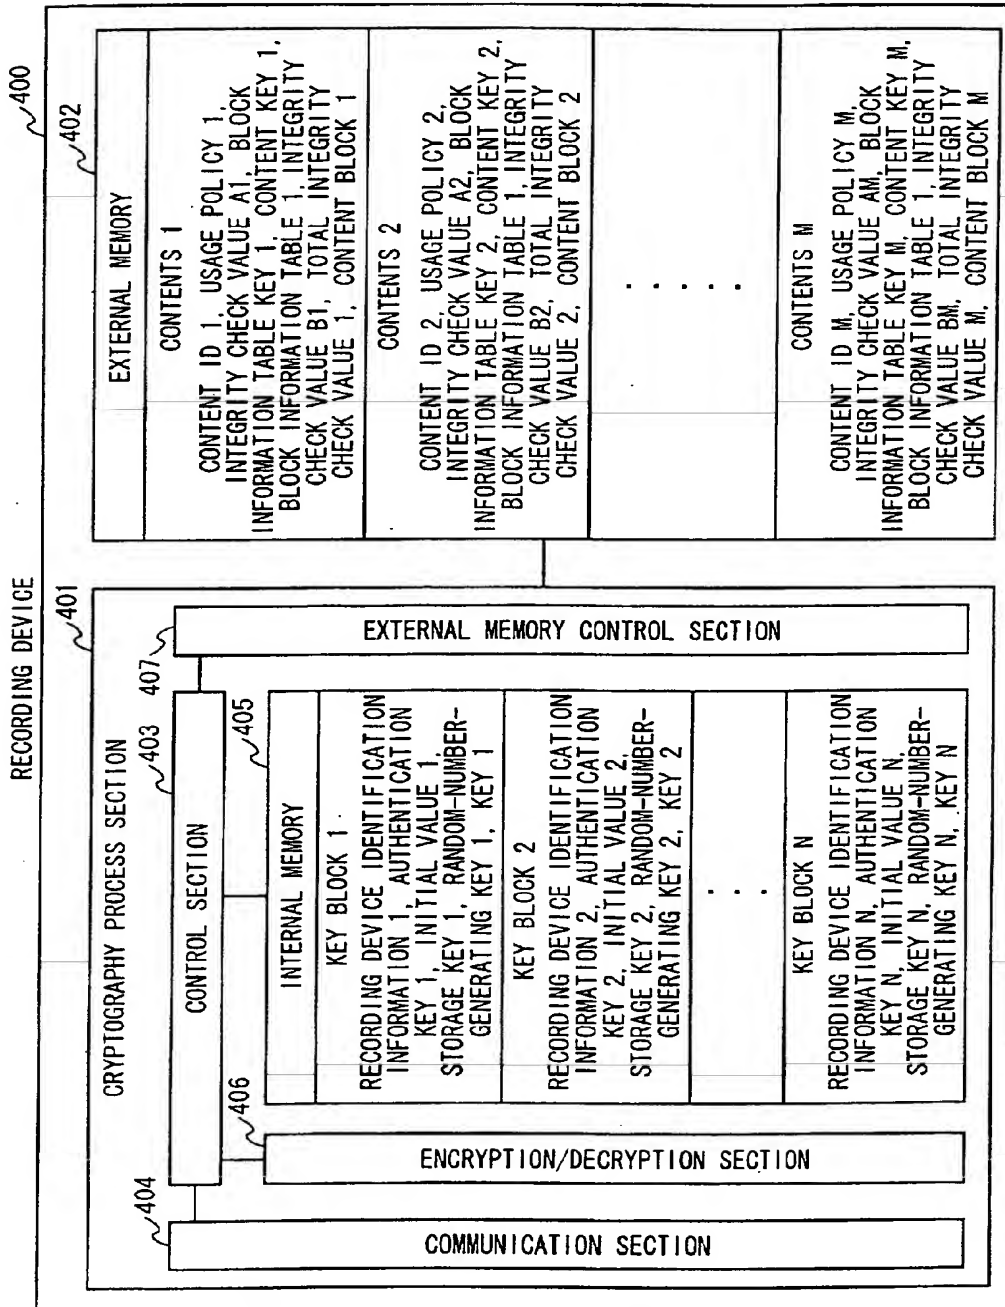 RECORDING DEVICE
400
CRYPTOGRAPHY PROCESS SECTION
401
404
COMMUNICATION SECTION
403
CONTROL SECTION
406
ENCRYPTION/DECRYPTION SECTION
405
INTERNAL MEMORY
KEY BLOCK 1
RECORDING DEVICE IDENTIFICATION
INFORMATION 1, AUTHENTICATION
KEY 1, INITIAL VALUE 1,
STORAGE KEY 1, RANDOM-NUMBER-
GENERATING KEY 1, KEY 1
KEY BLOCK 2
RECORDING DEVICE IDENTIFICATION
INFORMATION 2, AUTHENTICATION
KEY 2, INITIAL VALUE 2,
STORAGE KEY 2, RANDOM-NUMBER-
GENERATING KEY 2, KEY 2
. . .
KEY BLOCK N
RECORDING DEVICE IDENTIFICATION
INFORMATION N, AUTHENTICATION
KEY N, INITIAL VALUE N,
STORAGE KEY N, RANDOM-NUMBER-
GENERATING KEY N, KEY N
407
EXTERNAL MEMORY CONTROL SECTION
402
EXTERNAL MEMORY
CONTENTS 1
CONTENT ID 1, USAGE POLICY 1,
INTEGRITY CHECK VALUE A1, BLOCK
INFORMATION TABLE KEY 1, CONTENT KEY 1,
BLOCK INFORMATION TABLE 1, INTEGRITY
CHECK VALUE B1, TOTAL INTEGRITY
CHECK VALUE 1, CONTENT BLOCK 1
CONTENTS 2
CONTENT ID 2, USAGE POLICY 2,
INTEGRITY CHECK VALUE A2, BLOCK
INFORMATION TABLE KEY 2, CONTENT KEY 2,
BLOCK INFORMATION TABLE 1, INTEGRITY
CHECK VALUE B2, TOTAL INTEGRITY
CHECK VALUE 2, CONTENT BLOCK 2
. . . . .
CONTENTS M
CONTENT ID M, USAGE POLICY M,
INTEGRITY CHECK VALUE AM, BLOCK
INFORMATION TABLE KEY M, CONTENT KEY M,
BLOCK INFORMATION TABLE 1, INTEGRITY
CHECK VALUE BM, TOTAL INTEGRITY
CHECK VALUE M, CONTENT BLOCK M